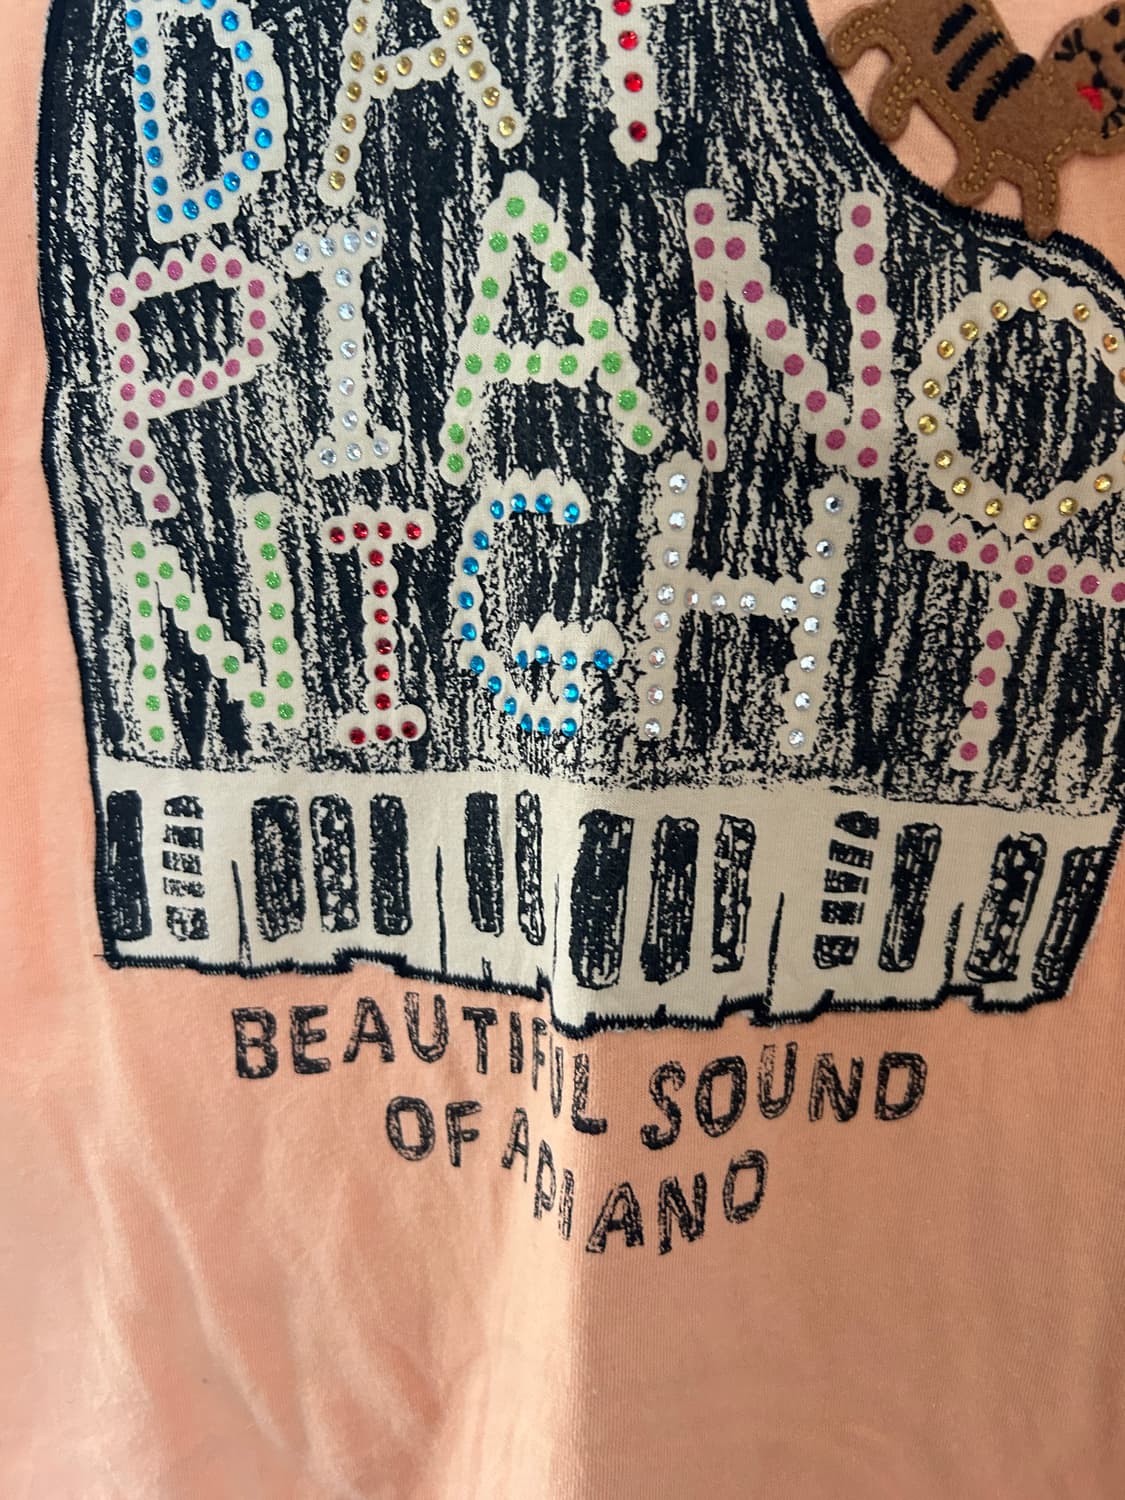 PIANO
NIGHT
BEAUTIFUL SOUND
OF A PIANO